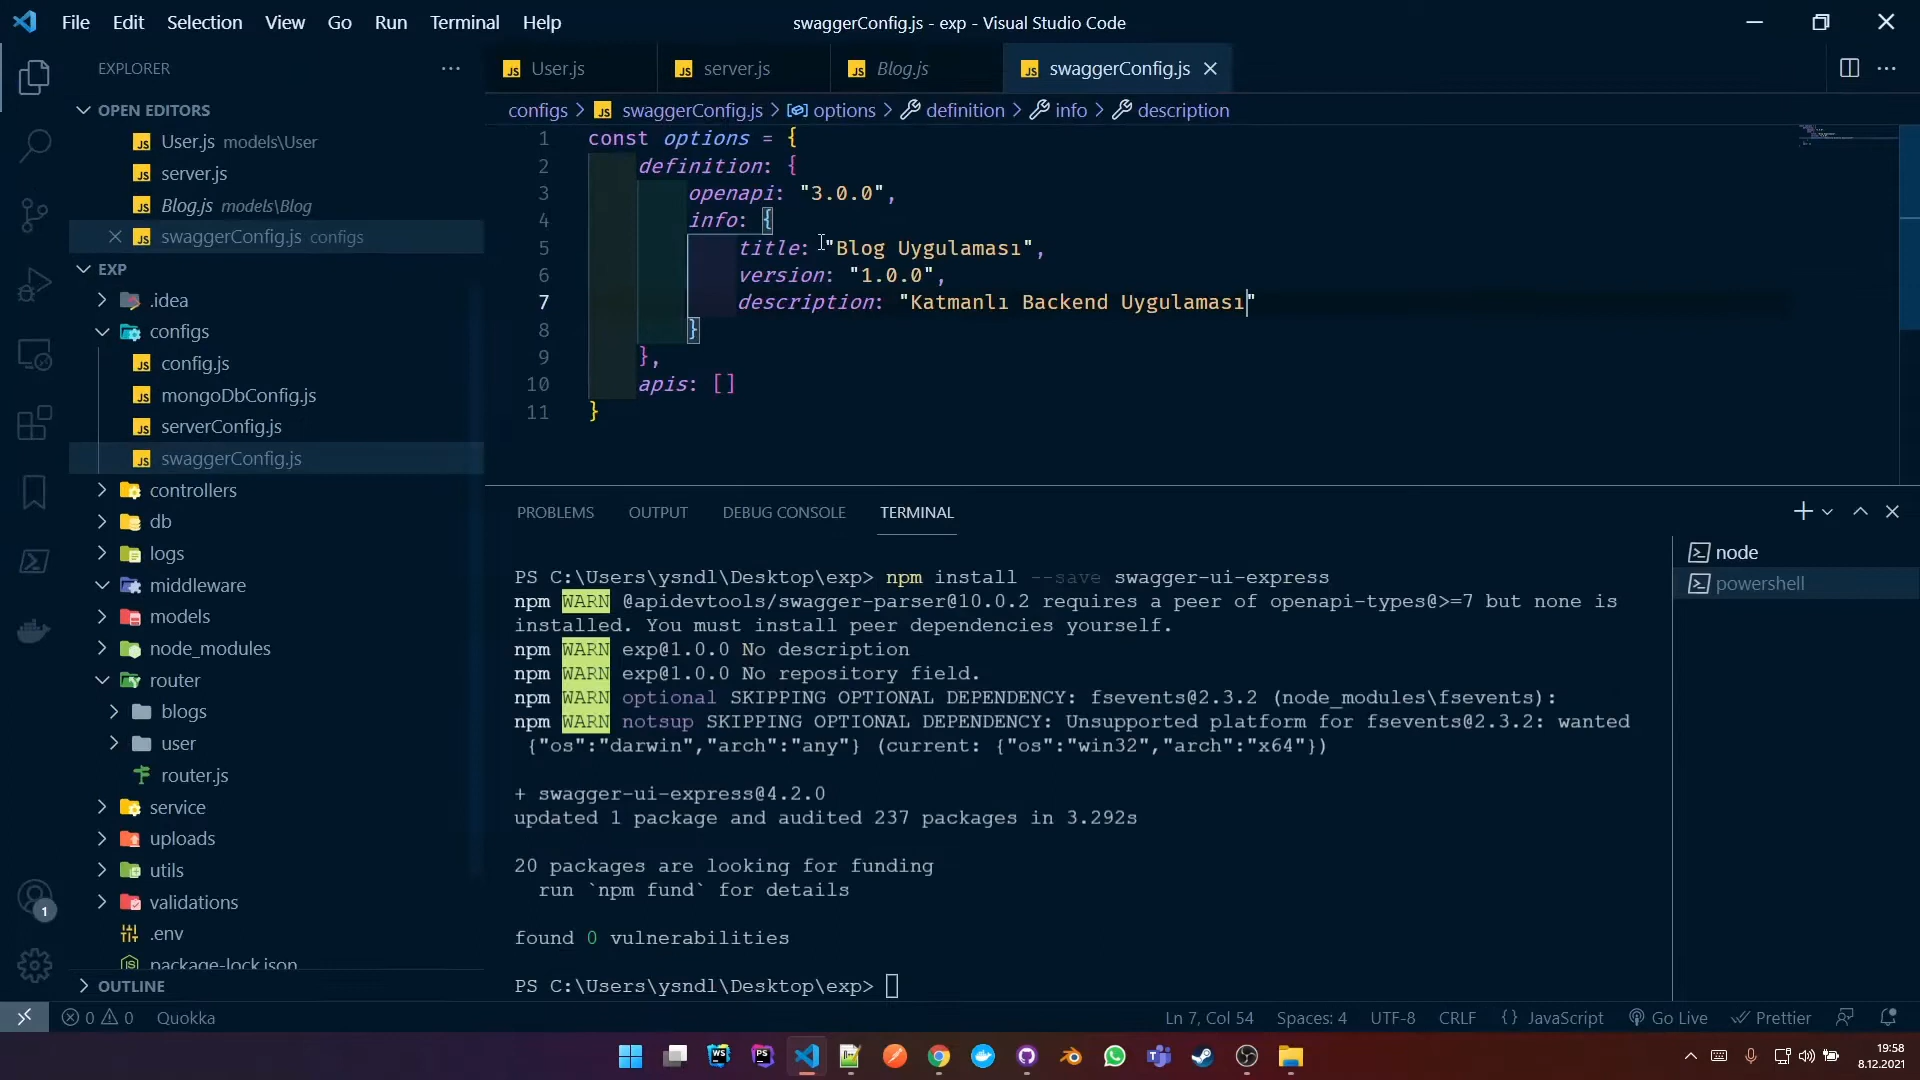 File Edit Selection View Go Run Terminal Help
swaggerConfig.js - exp - Visual Studio Code
EXPLORER
OPEN EDITORS
User.js models\User
server.js
Blog.js models\Blog
swaggerConfig.js configs
EXP
.idea
configs
config.js
mongoDbConfig.js
serverConfig.js
swaggerConfig.js
controllers
db
logs
middleware
models
node_modules
router
blogs
user
router.js
service
uploads
utils
validations
.env
package-lock.json
OUTLINE
User.js server.js Blog.js swaggerConfig.js
configs > swaggerConfig.js > options > definition > info > description
1 const options = {
2 definition: {
3 openapi: "3.0.0",
4 info: {
5 title: "Blog Uygulaması",
6 version: "1.0.0",
7 description: "Katmanlı Backend Uygulaması"
8 }
9 },
10 apis: []
11 }
PROBLEMS OUTPUT DEBUG CONSOLE TERMINAL
node
powershell
PS C:\Users\ysndl\Desktop\exp> npm install --save swagger-ui-express
npm WARN @apidevtools/swagger-parser@10.0.2 requires a peer of openapi-types@>=7 but none is
installed. You must install peer dependencies yourself.
npm WARN exp@1.0.0 No description
npm WARN exp@1.0.0 No repository field.
npm WARN optional SKIPPING OPTIONAL DEPENDENCY: fsevents@2.3.2 (node_modules\fsevents):
npm WARN notsup SKIPPING OPTIONAL DEPENDENCY: Unsupported platform for fsevents@2.3.2: wanted
{"os":"darwin","arch":"any"} (current: {"os":"win32","arch":"x64"})
+ swagger-ui-express@4.2.0
updated 1 package and audited 237 packages in 3.292s
20 packages are looking for funding
run `npm fund` for details
found 0 vulnerabilities
PS C:\Users\ysndl\Desktop\exp>
1
0 0 Quokka
Ln 7, Col 54 Spaces: 4 UTF-8 CRLF {} JavaScript Go Live Prettier
WS PS
19:58
8.12.2021